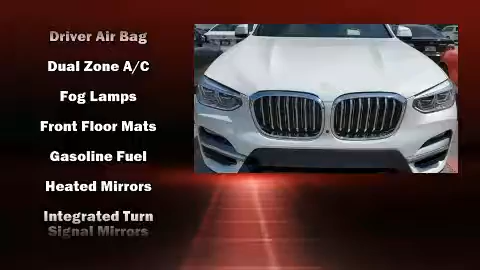 Driver Air Bag
Dual Zone A/C
Fog Lamps
Front Floor Mats
Gasoline Fuel
Heated Mirrors
Integrated Turn
Signal Mirrors